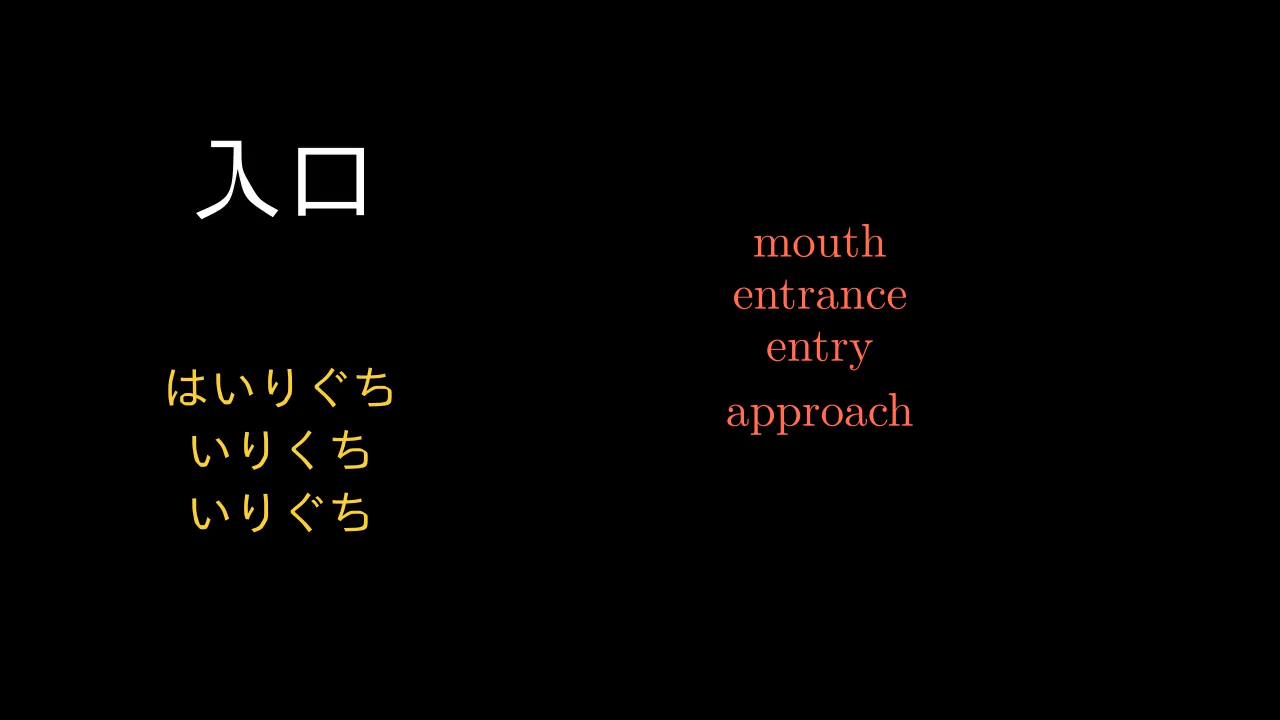 入口
はいりぐち
いりくち
いりぐち
mouth
entrance
entry
approach